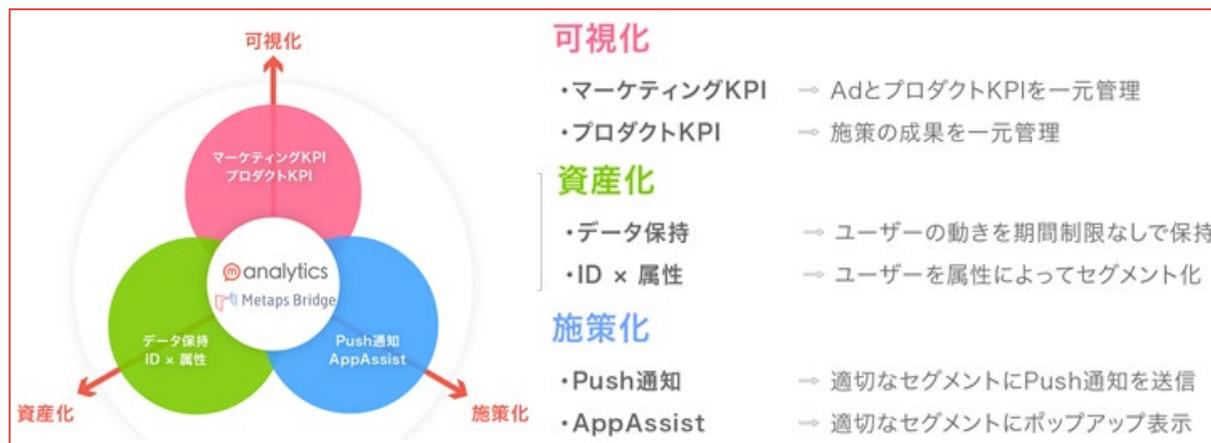 可視化
マーケティングKPI
プロダクトKPI
analytics
Metaps Bridge
データ保持
ID × 属性
Push通知
AppAssist
資産化
施策化
可視化
・マーケティングKPI → AdとプロダクトKPIを一元管理
・プロダクトKPI → 施策の成果を一元管理
資産化
・データ保持 → ユーザーの動きを期間制限なしで保持
・ID × 属性 → ユーザーを属性によってセグメント化
施策化
・Push通知 → 適切なセグメントにPush通知を送信
・AppAssist → 適切なセグメントにポップアップ表示